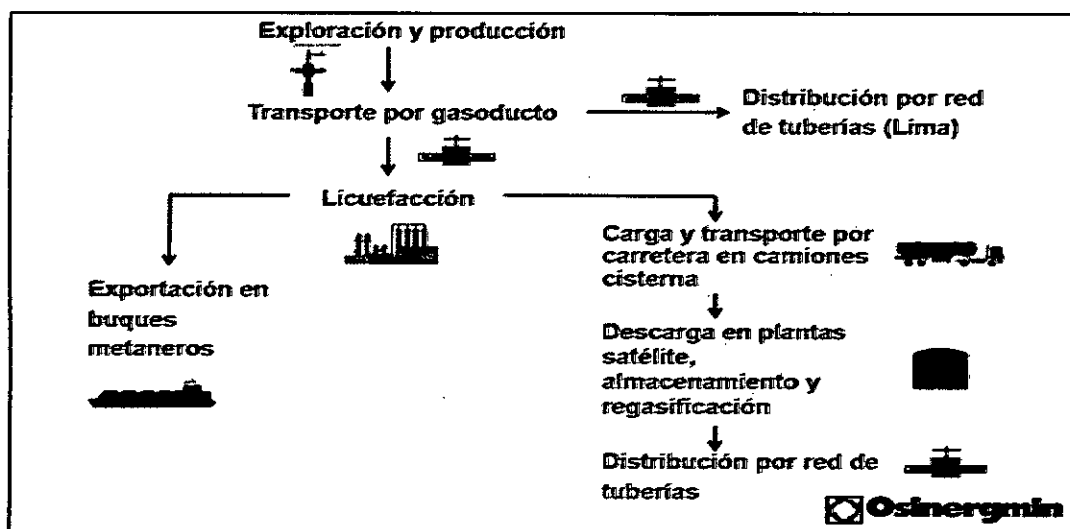 Exploración y producción
Transporte por gasoducto
Distribución por red
de tuberías (Lima)
Licuefacción
Exportación en
buques
metaneros
Carga y transporte por
carretera en camiones
cisterna
Descarga en plantas
satélite,
almacenamiento y
regasificación
Distribución por red de
tuberías
Osinergmin